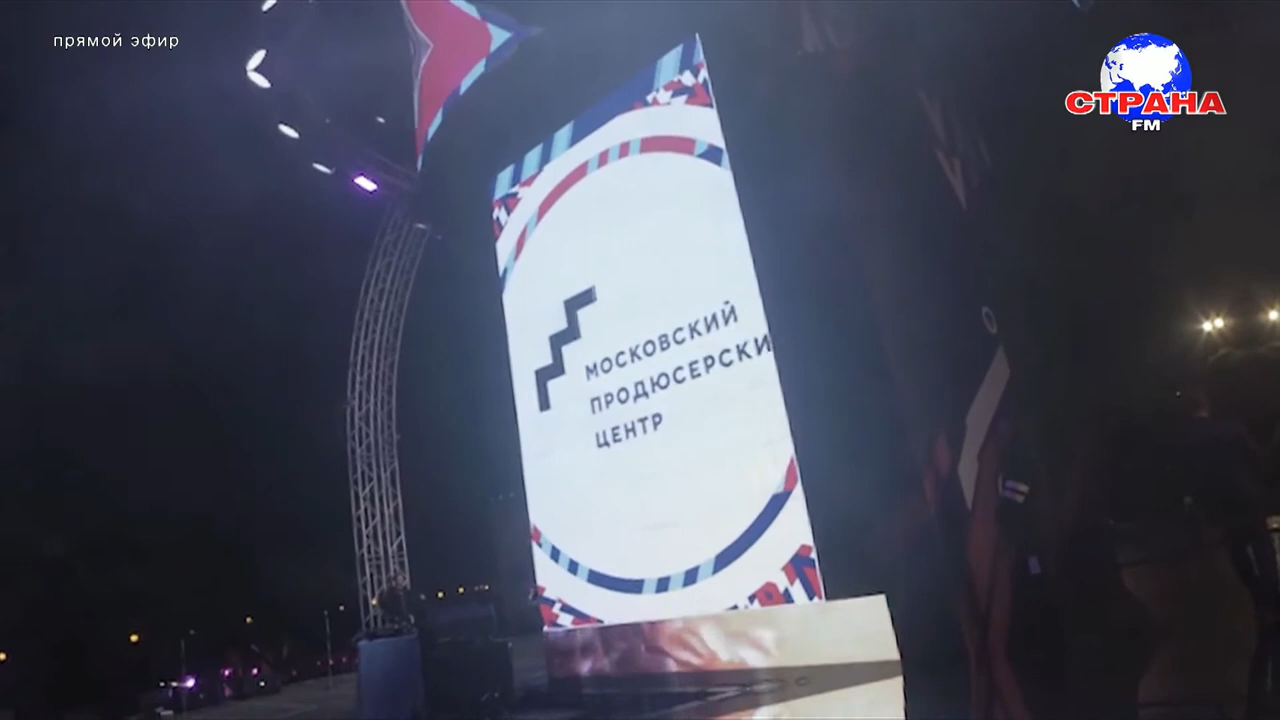 прямой эфир
СТРАНА
FM
МОСКОВСКИЙ
ПРОДЮСЕРСКИ
ЦЕНТР